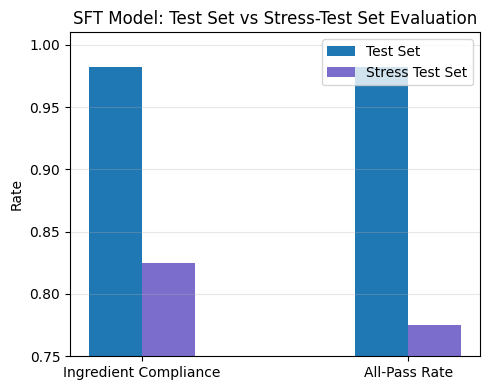 SFT Model: Test Set vs Stress-Test Set Evaluation
1.00
0.95
0.90
0.85
0.80
0.75
Rate
Test Set
Stress Test Set
Ingredient Compliance
All-Pass Rate